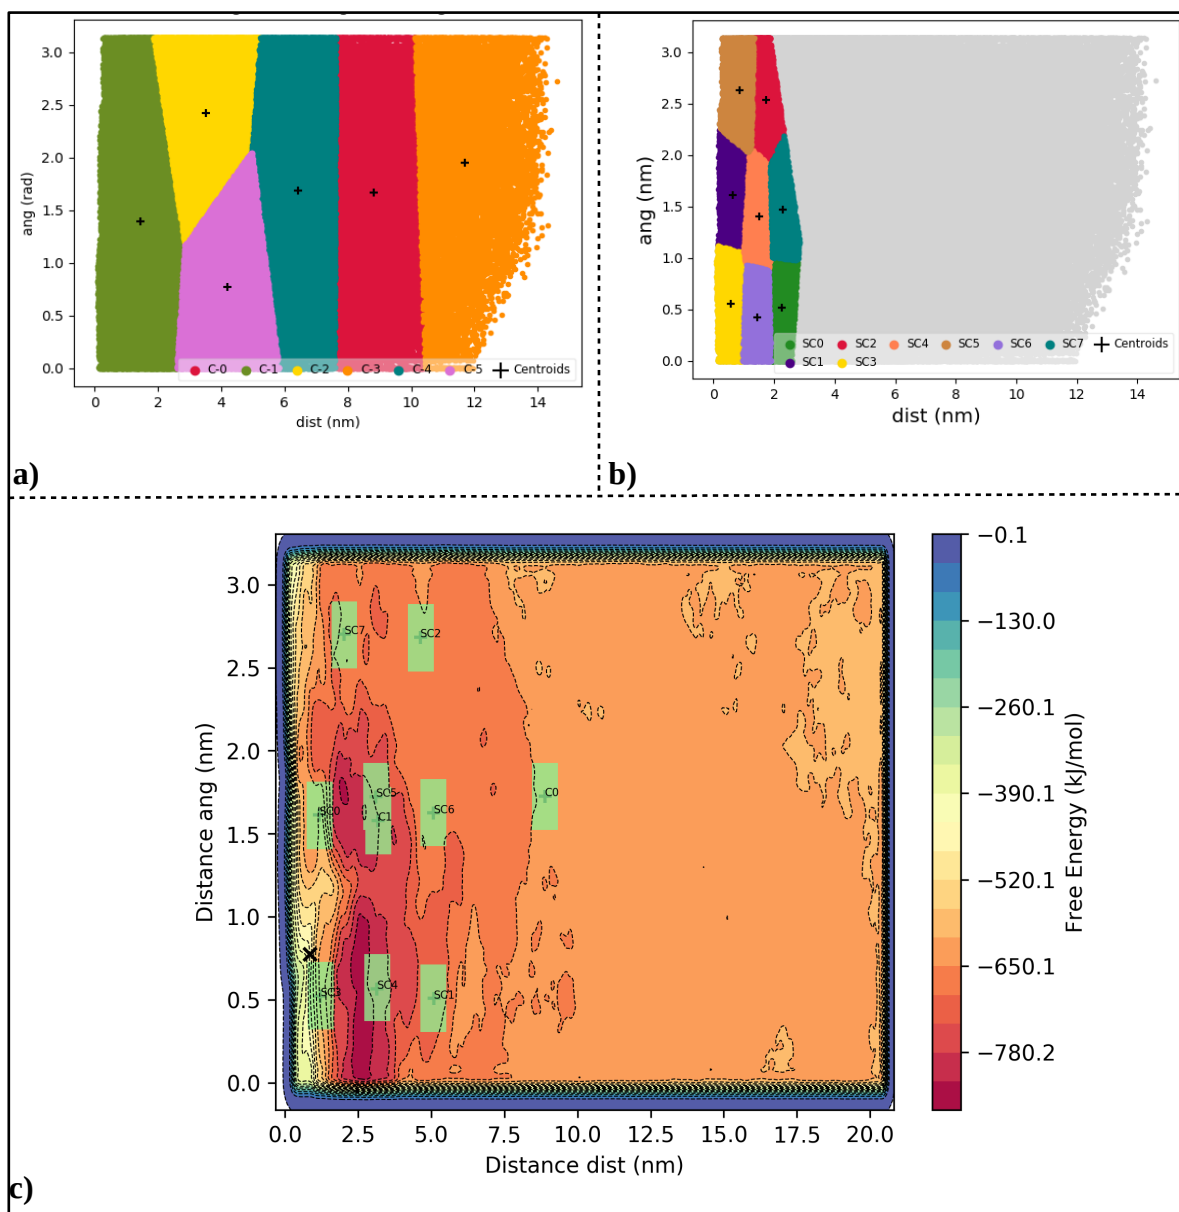 3.0
2.5
2.0
1.5
1.0
0.5
0.0
ang (rad)
C-0 C-1 C-2 C-3 C-4 C-5 Centroids
0 2 4 6 8 10 12 14
dist (nm)
a)
3.0
2.5
2.0
1.5
1.0
0.5
0.0
ang (nm)
SC0 SC2 SC4 SC5 SC6 SC7 Centroids
SC1 SC3
0 2 4 6 8 10 12 14
dist (nm)
b)
3.0
2.5
2.0
1.5
1.0
0.5
0.0
Distance ang (nm)
SC7
SC2
SC5
C0
SC0
C1
SC6
SC3
SC4
SC1
0.0 2.5 5.0 7.5 10.0 12.5 15.0 17.5 20.0
Distance dist (nm)
−0.1
−130.0
−260.1
−390.1
−520.1
−650.1
−780.2
Free Energy (kJ/mol)
c)